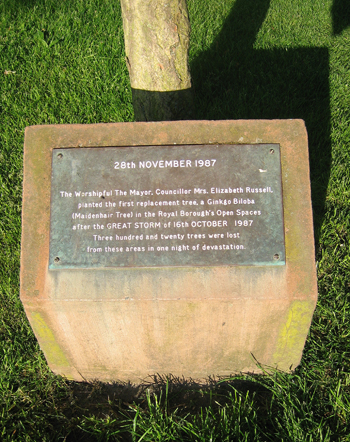 28th NOVEMBER 1987
The Worshipful The Mayor, Councillor Mrs. Elizabeth Russell,
planted the first replacement tree, a Ginkgo Biloba
(Maidenhair Tree) in the Royal Borough's Open Spaces
after the GREAT STORM of 16th OCTOBER 1987
Three hundred and twenty trees were lost
from these areas in one night of devastation.